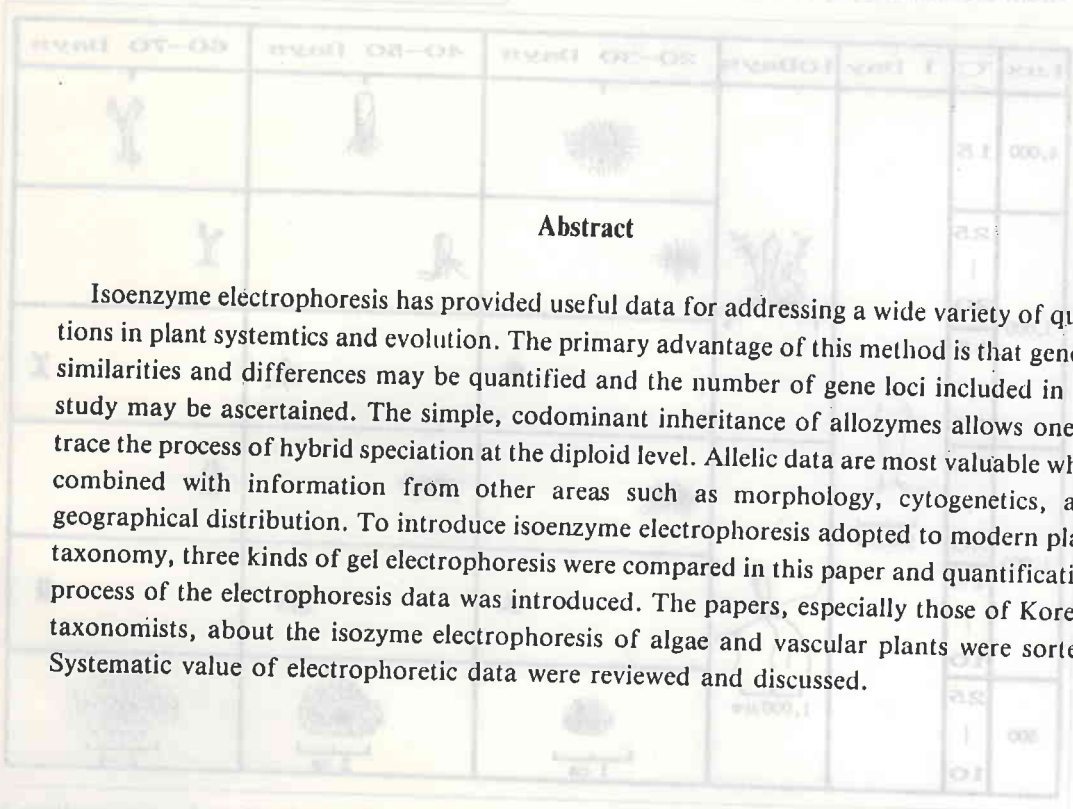 Abstract
Isoenzyme electrophoresis has provided useful data for addressing a wide variety of qu
tions in plant systemtics and evolution. The primary advantage of this method is that gene
similarities and differences may be quantified and the number of gene loci included in
study may be ascertained. The simple, codominant inheritance of allozymes allows one
trace the process of hybrid speciation at the diploid level. Allelic data are most valuable wh
combined with information from other areas such as morphology, cytogenetics, a
geographical distribution. To introduce isoenzyme electrophoresis adopted to modern pla
taxonomy, three kinds of gel electrophoresis were compared in this paper and quantificati
process of the electrophoresis data was introduced. The papers, especially those of Kore
taxonomists, about the isozyme electrophoresis of algae and vascular plants were sorte
Systematic value of electrophoretic data were reviewed and discussed.